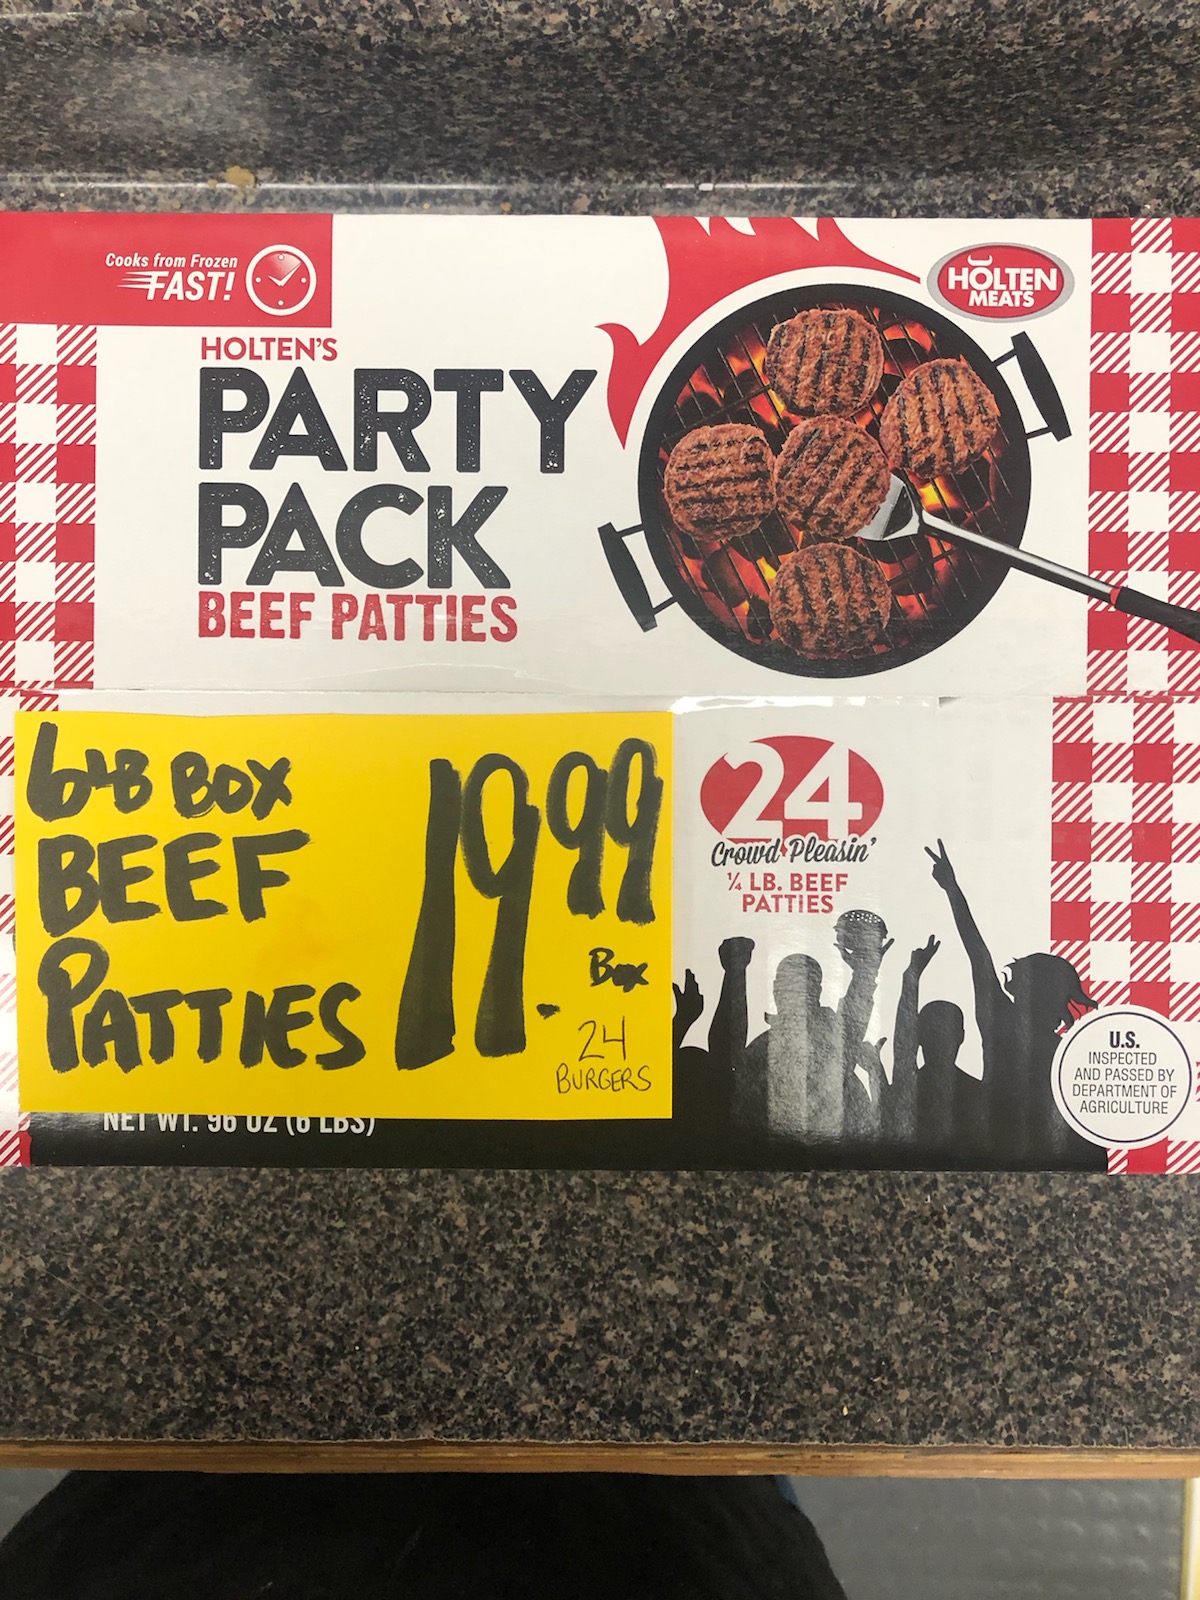 Cooks from Frozen
FAST!
HOLTEN
MEATS
HOLTEN'S
PARTY
PACK
BEEF PATTIES
6LB BOX
BEEF
PATTIES
19.99
Box
24
BURGERS
24
Crowd Pleasin'
¼ LB. BEEF
PATTIES
U.S.
INSPECTED
AND PASSED BY
DEPARTMENT OF
AGRICULTURE
NET WT. 96 OZ (6 LBS)